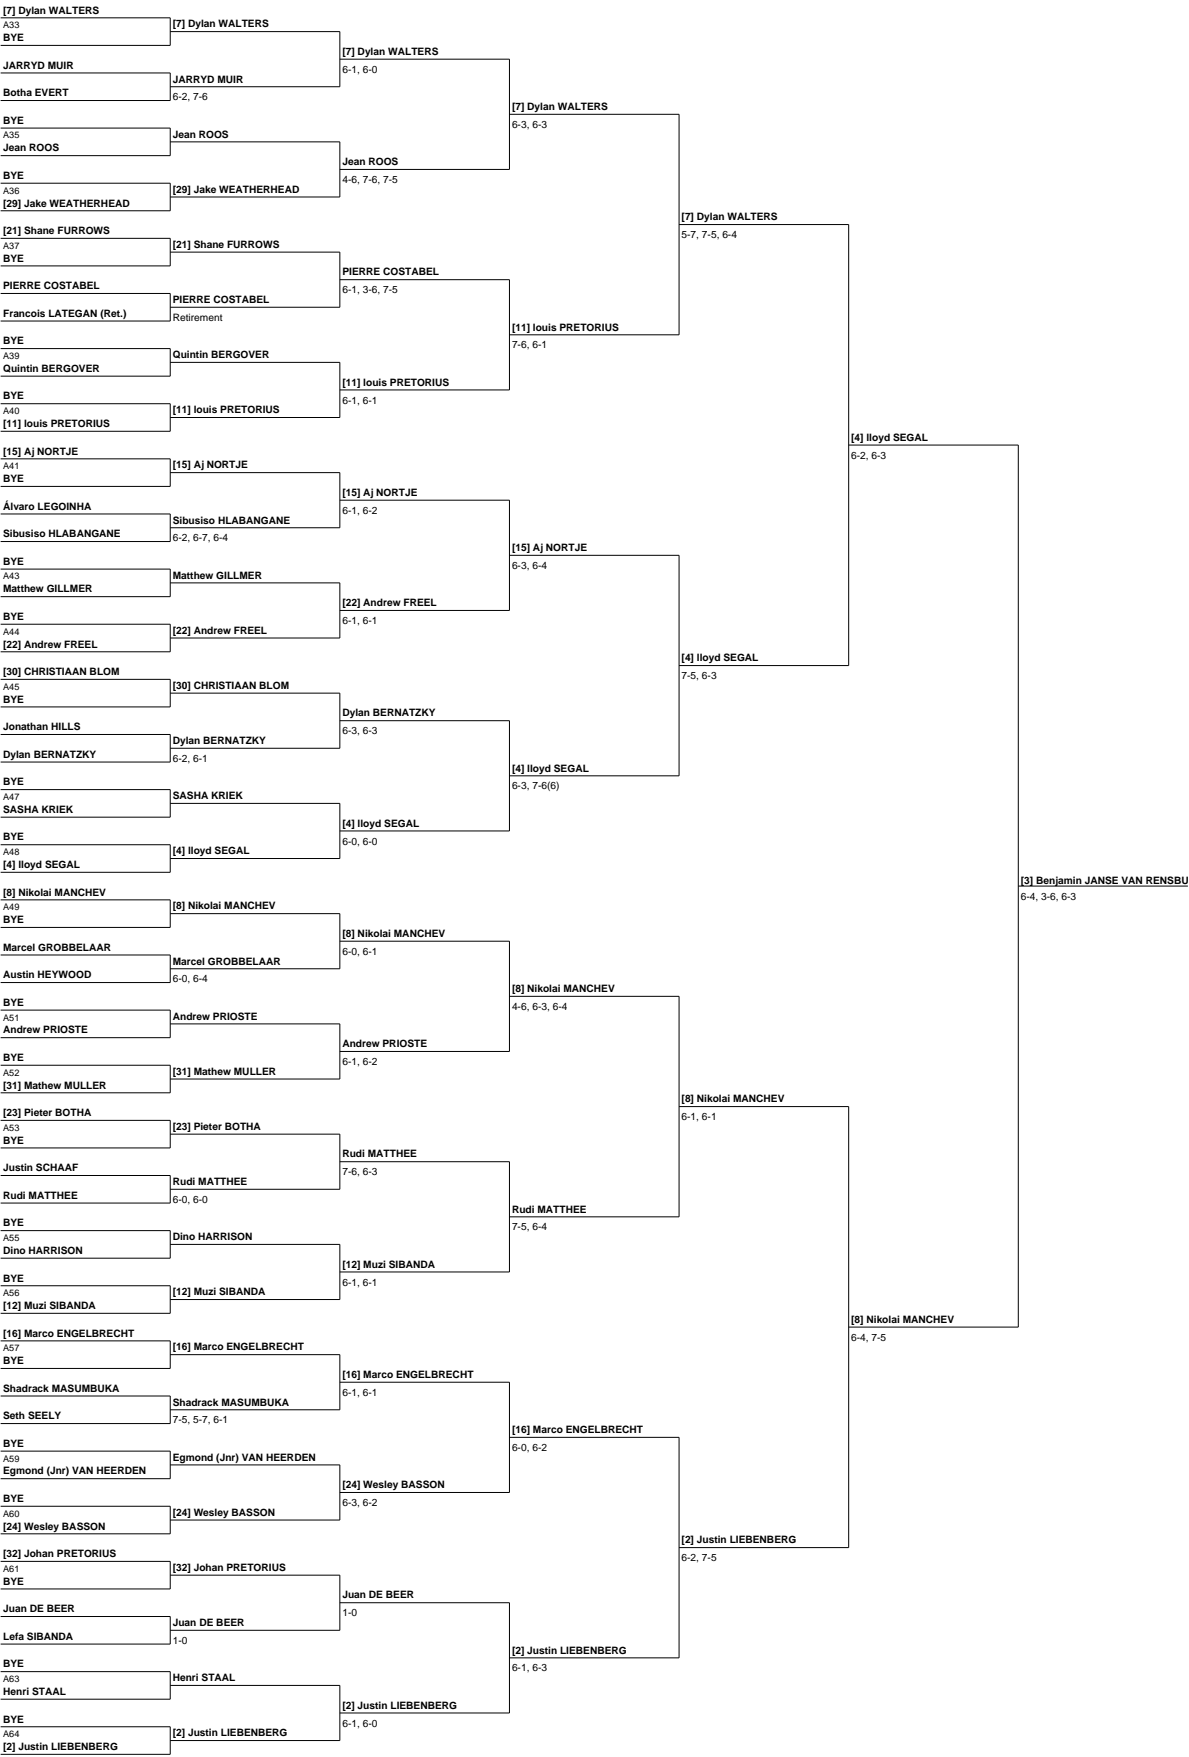 [7] Dylan WALTERS
A33
BYE
JARRYD MUIR
Botha EVERT
BYE
A35
Jean ROOS
BYE
A36
[29] Jake WEATHERHEAD
[21] Shane FURROWS
A37
BYE
PIERRE COSTABEL
Francois LATEGAN (Ret.)
BYE
A39
Quintin BERGOVER
BYE
A40
[11] louis PRETORIUS
[15] Aj NORTJE
A41
BYE
Álvaro LEGOINHA
Sibusiso HLABANGANE
BYE
A43
Matthew GILLMER
BYE
A44
[22] Andrew FREEL
[30] CHRISTIAAN BLOM
A45
BYE
Jonathan HILLS
Dylan BERNATZKY
BYE
A47
SASHA KRIEK
BYE
A48
[4] lloyd SEGAL
[8] Nikolai MANCHEV
A49
BYE
Marcel GROBBELAAR
Austin HEYWOOD
BYE
A51
Andrew PRIOSTE
BYE
A52
[31] Mathew MULLER
[23] Pieter BOTHA
A53
BYE
Justin SCHAAF
Rudi MATTHEE
BYE
A55
Dino HARRISON
BYE
A56
[12] Muzi SIBANDA
[16] Marco ENGELBRECHT
A57
BYE
Shadrack MASUMBUKA
Seth SEELY
BYE
A59
Egmond (Jnr) VAN HEERDEN
BYE
A60
[24] Wesley BASSON
[32] Johan PRETORIUS
A61
BYE
Juan DE BEER
Lefa SIBANDA
BYE
A63
Henri STAAL
BYE
A64
[2] Justin LIEBENBERG
[7] Dylan WALTERS
JARRYD MUIR
6-2, 7-6
Jean ROOS
[29] Jake WEATHERHEAD
[21] Shane FURROWS
PIERRE COSTABEL
Retirement
Quintin BERGOVER
[11] louis PRETORIUS
[15] Aj NORTJE
Sibusiso HLABANGANE
6-2, 6-7, 6-4
Matthew GILLMER
[22] Andrew FREEL
[30] CHRISTIAAN BLOM
Dylan BERNATZKY
6-2, 6-1
SASHA KRIEK
[4] lloyd SEGAL
[8] Nikolai MANCHEV
Marcel GROBBELAAR
6-0, 6-4
Andrew PRIOSTE
[31] Mathew MULLER
[23] Pieter BOTHA
Rudi MATTHEE
6-0, 6-0
Dino HARRISON
[12] Muzi SIBANDA
[16] Marco ENGELBRECHT
Shadrack MASUMBUKA
7-5, 5-7, 6-1
Egmond (Jnr) VAN HEERDEN
[24] Wesley BASSON
[32] Johan PRETORIUS
Juan DE BEER
1-0
Henri STAAL
[2] Justin LIEBENBERG
[7] Dylan WALTERS
6-1, 6-0
Jean ROOS
4-6, 7-6, 7-5
PIERRE COSTABEL
6-1, 3-6, 7-5
[11] louis PRETORIUS
6-1, 6-1
[15] Aj NORTJE
6-1, 6-2
[22] Andrew FREEL
6-1, 6-1
Dylan BERNATZKY
6-3, 6-3
[4] lloyd SEGAL
6-0, 6-0
[8] Nikolai MANCHEV
6-0, 6-1
Andrew PRIOSTE
6-1, 6-2
Rudi MATTHEE
7-6, 6-3
[12] Muzi SIBANDA
6-1, 6-1
[16] Marco ENGELBRECHT
6-1, 6-1
[24] Wesley BASSON
6-3, 6-2
Juan DE BEER
1-0
[2] Justin LIEBENBERG
6-1, 6-0
[7] Dylan WALTERS
6-3, 6-3
[11] louis PRETORIUS
7-6, 6-1
[15] Aj NORTJE
6-3, 6-4
[4] lloyd SEGAL
6-3, 7-6(6)
[8] Nikolai MANCHEV
4-6, 6-3, 6-4
Rudi MATTHEE
7-5, 6-4
[16] Marco ENGELBRECHT
6-0, 6-2
[2] Justin LIEBENBERG
6-1, 6-3
[7] Dylan WALTERS
5-7, 7-5, 6-4
[4] lloyd SEGAL
7-5, 6-3
[8] Nikolai MANCHEV
6-1, 6-1
[2] Justin LIEBENBERG
6-2, 7-5
[4] lloyd SEGAL
6-2, 6-3
[8] Nikolai MANCHEV
6-4, 7-5
[3] Benjamin JANSE VAN RENSBU
6-4, 3-6, 6-3